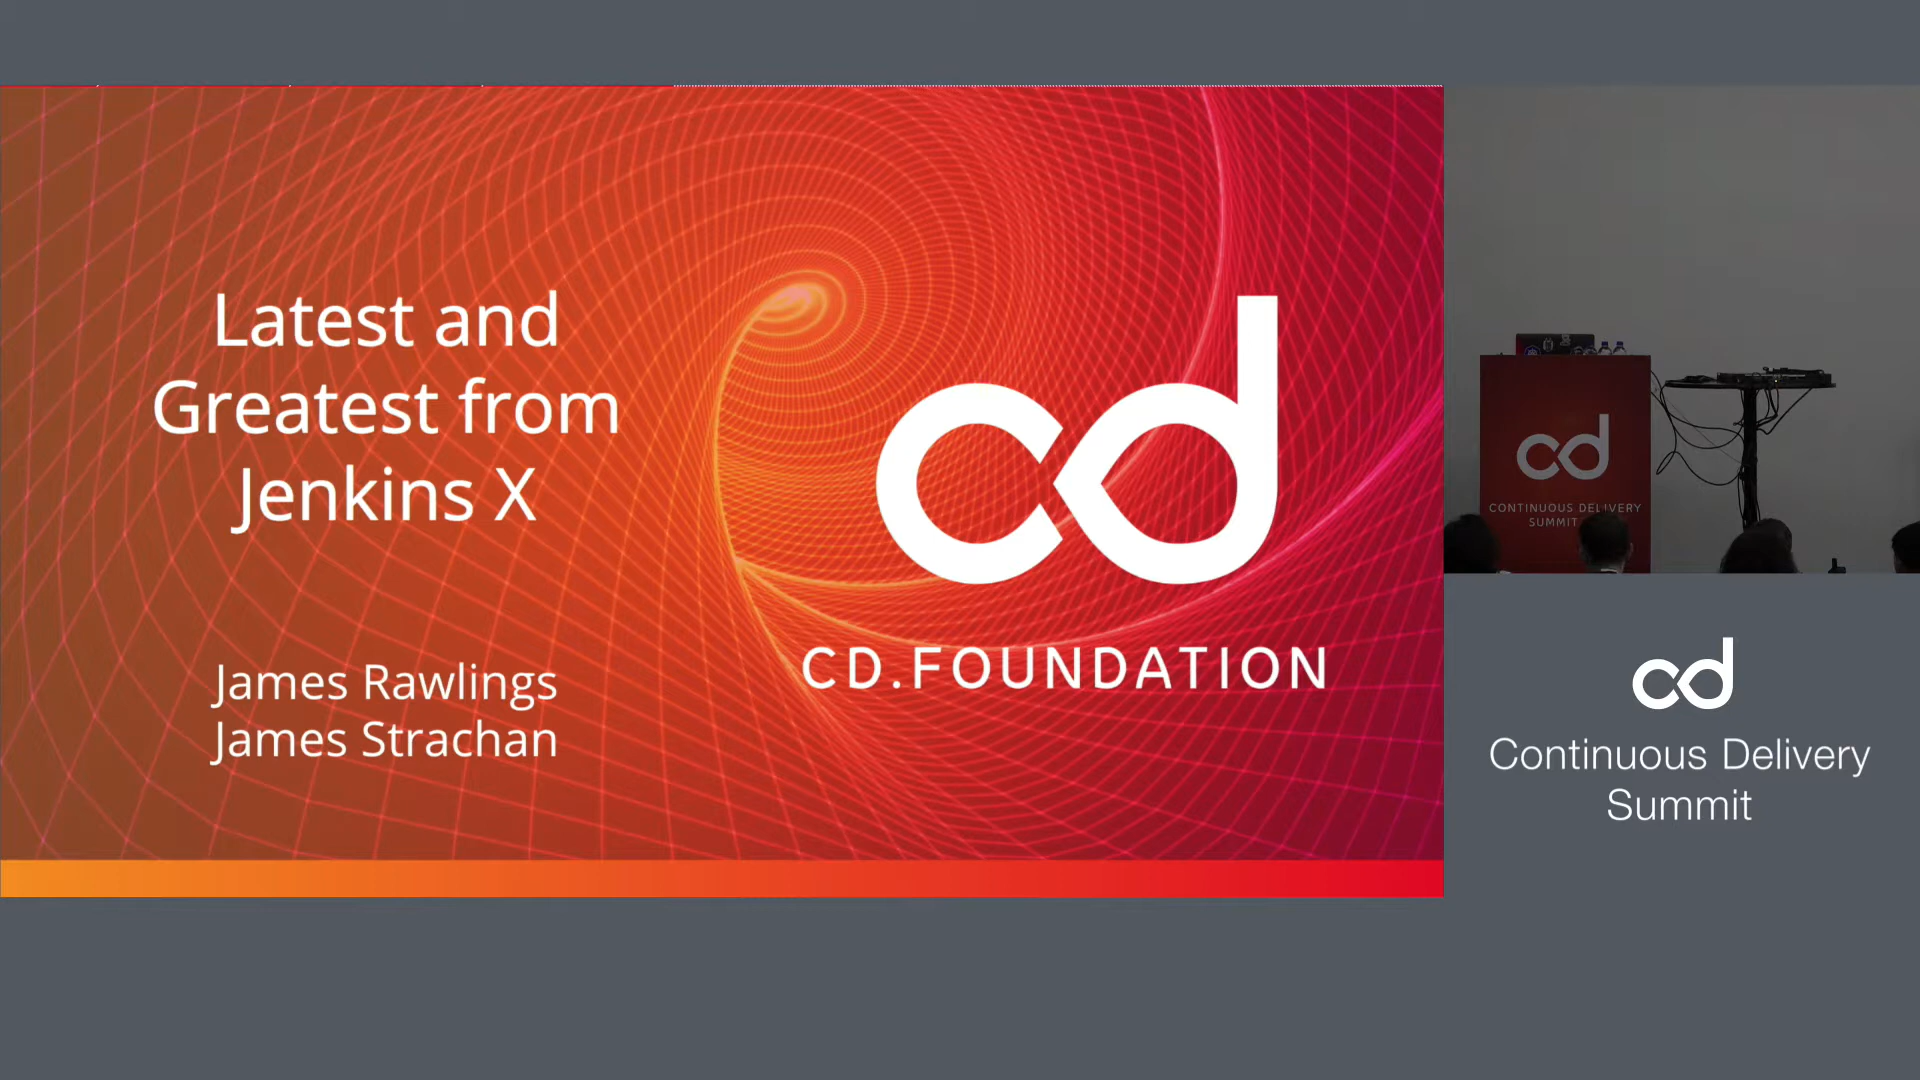 Latest and
Greatest from
Jenkins X
James Rawlings
James Strachan
cd
CD.FOUNDATION
cd
CONTINUOUS DELIVERY
SUMMIT
cd
Continuous Delivery
Summit